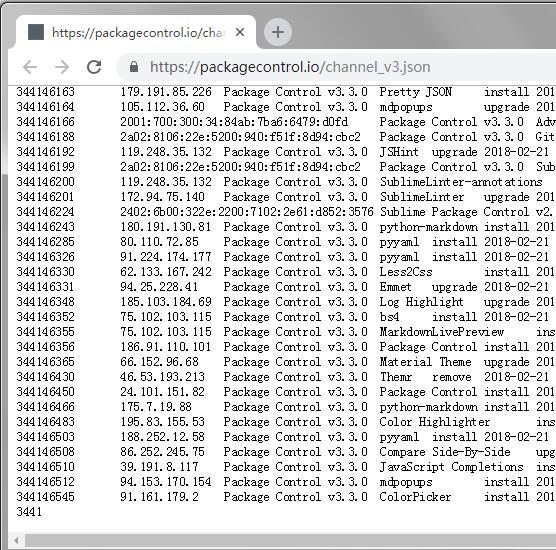 https://packagecontrol.io/cha
https://packagecontrol.io/channel_v3.json
344146163 179.191.85.226 Package Control v3.3.0 Pretty JSON install 201
344146164 105.112.36.60 Package Control v3.3.0 mdpopups upgrade 201
344146166 2001:700:300:34:84ab:7ba6:6479:d0fd Package Control v3.3.0 Adv
344146188 2a02:8106:22e:5200:940:f51f:8d94:cbc2 Package Control v3.3.0 Git
344146192 119.248.35.132 Package Control v3.3.0 JSHint upgrade 2018-02-21
344146199 2a02:8106:22e:5200:940:f51f:8d94:cbc2 Package Control v3.3.0 Sub
344146200 119.248.35.132 Package Control v3.3.0 SublimeLinter-annotations
344146201 172.94.75.140 Package Control v3.3.0 SublimeLinter upgrade 201
344146224 2402:6b00:322e:2200:7102:2e61:d852:3576 Sublime Package Control v2.
344146243 180.191.130.81 Package Control v3.3.0 python-markdown install 201
344146285 80.110.72.85 Package Control v3.3.0 pyyaml install 2018-02-21
344146326 91.224.174.177 Package Control v3.3.0 pyyaml install 2018-02-21
344146330 62.133.167.242 Package Control v3.3.0 Less2Css install 201
344146331 94.25.228.41 Package Control v3.3.0 Emmet upgrade 2018-02-21
344146348 185.103.184.69 Package Control v3.3.0 Log Highlight upgrade 201
344146352 75.102.103.115 Package Control v3.3.0 bs4 install 2018-02-21
344146355 75.102.103.115 Package Control v3.3.0 MarkdownLivePreview ins
344146356 186.91.110.101 Package Control v3.3.0 Package Control install 201
344146365 66.152.96.68 Package Control v3.3.0 Material Theme upgrade 201
344146430 46.53.193.213 Package Control v3.3.0 Themr remove 2018-02-21
344146450 24.101.151.82 Package Control v3.3.0 Package Control install 201
344146466 175.7.19.88 Package Control v3.3.0 python-markdown install 201
344146483 195.83.155.53 Package Control v3.3.0 Color Highlighter ins
344146503 188.252.12.58 Package Control v3.3.0 pyyaml install 2018-02-21
344146508 86.252.245.75 Package Control v3.3.0 Compare Side-By-Side upg
344146510 39.191.8.117 Package Control v3.3.0 JavaScript Completions ins
344146512 94.153.170.154 Package Control v3.3.0 mdpopups install 201
344146545 91.161.179.2 Package Control v3.3.0 ColorPicker install 201
3441